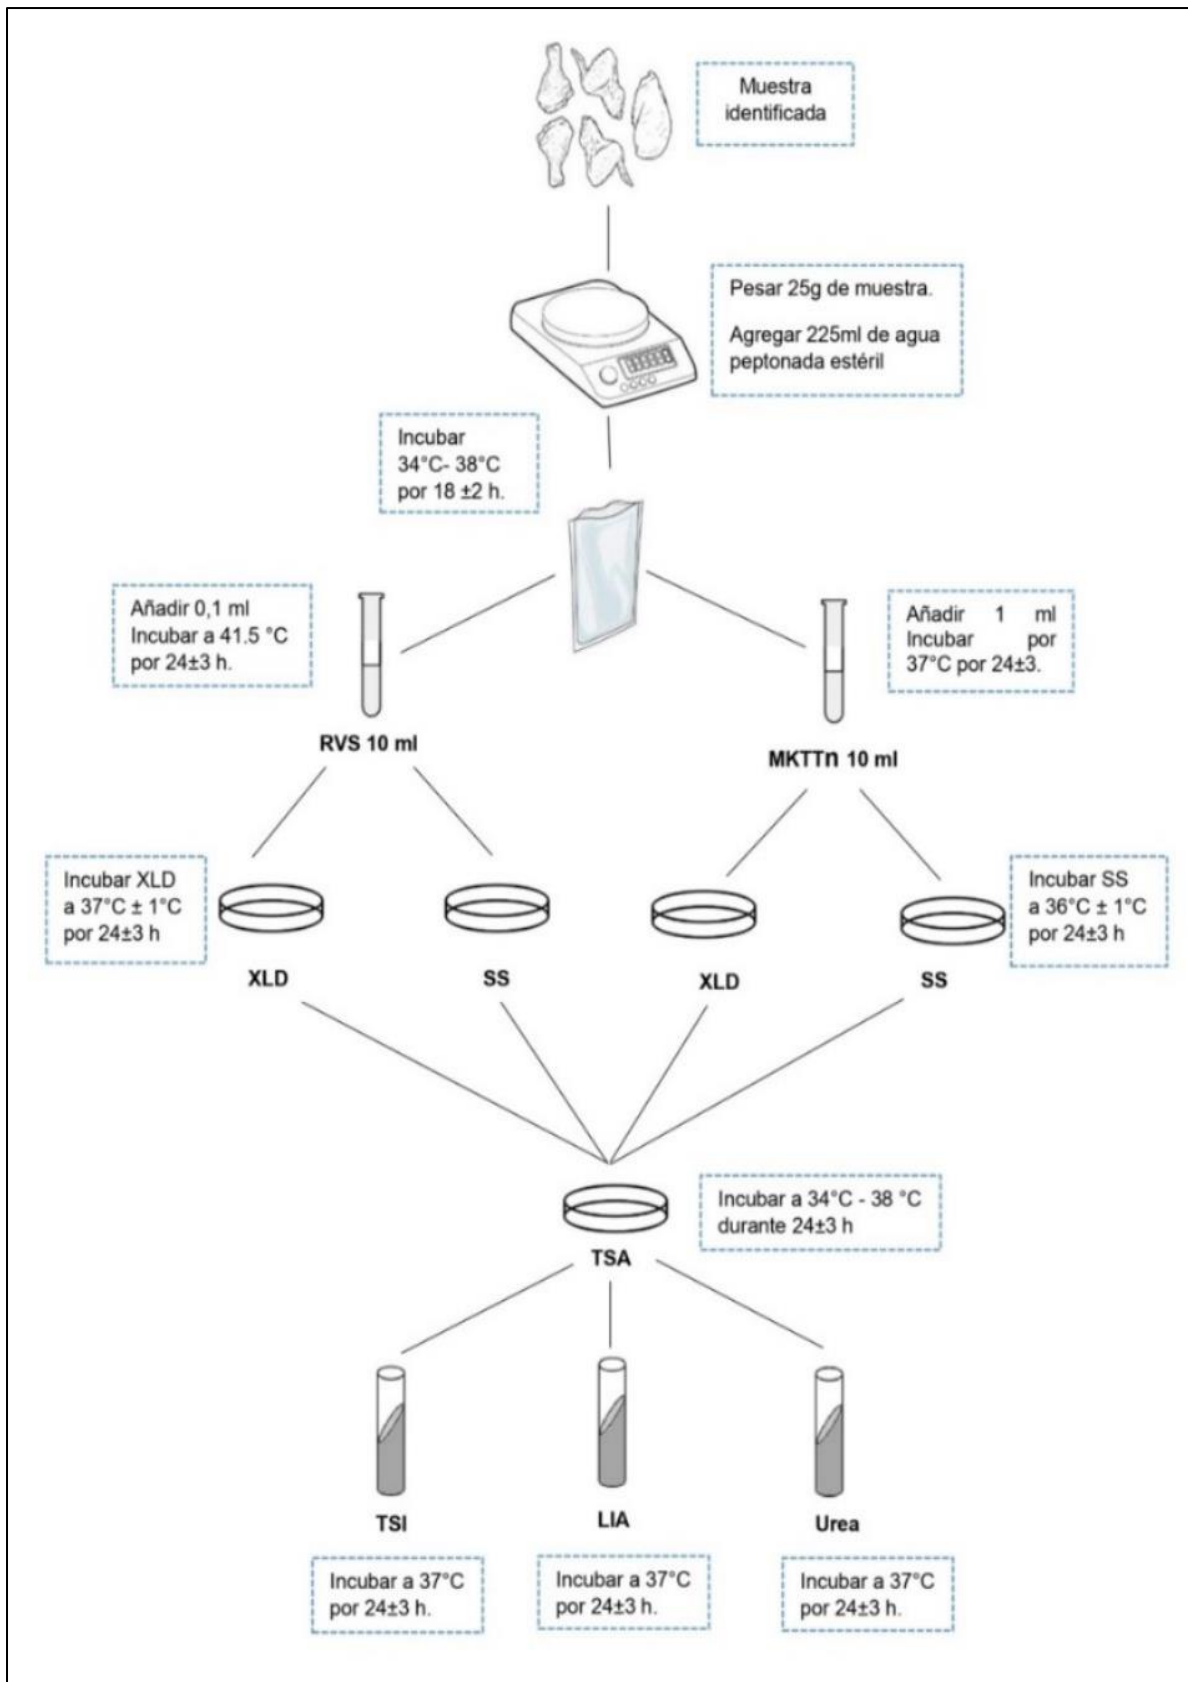 Muestra
identificada
Pesar 25g de muestra.
Agregar 225ml de agua
peptonada estéril
Incubar
34°C- 38°C
por 18 ±2 h.
Añadir 0,1 ml
Incubar a 41.5 °C
por 24±3 h.
Añadir 1 ml
Incubar por
37°C por 24±3.
RVS 10 ml
MKTTn 10 ml
Incubar XLD
a 37°C ± 1°C
por 24±3 h
Incubar SS
a 36°C ± 1°C
por 24±3 h
XLD
SS
XLD
SS
Incubar a 34°C - 38 °C
durante 24±3 h
TSA
TSI
LIA
Urea
Incubar a 37°C
por 24±3 h.
Incubar a 37°C
por 24±3 h.
Incubar a 37°C
por 24±3 h.